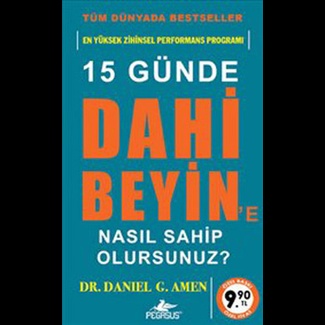 TÜM DÜNYADA BESTSELLER
EN YÜKSEK ZİHİNSEL PERFORMANS PROGRAMI
15 GÜNDE
DAHİ
BEYİN'E
NASIL SAHİP
OLURSUNUZ?
DR. DANIEL G. AMEN
9.90
TL
PEGASUS